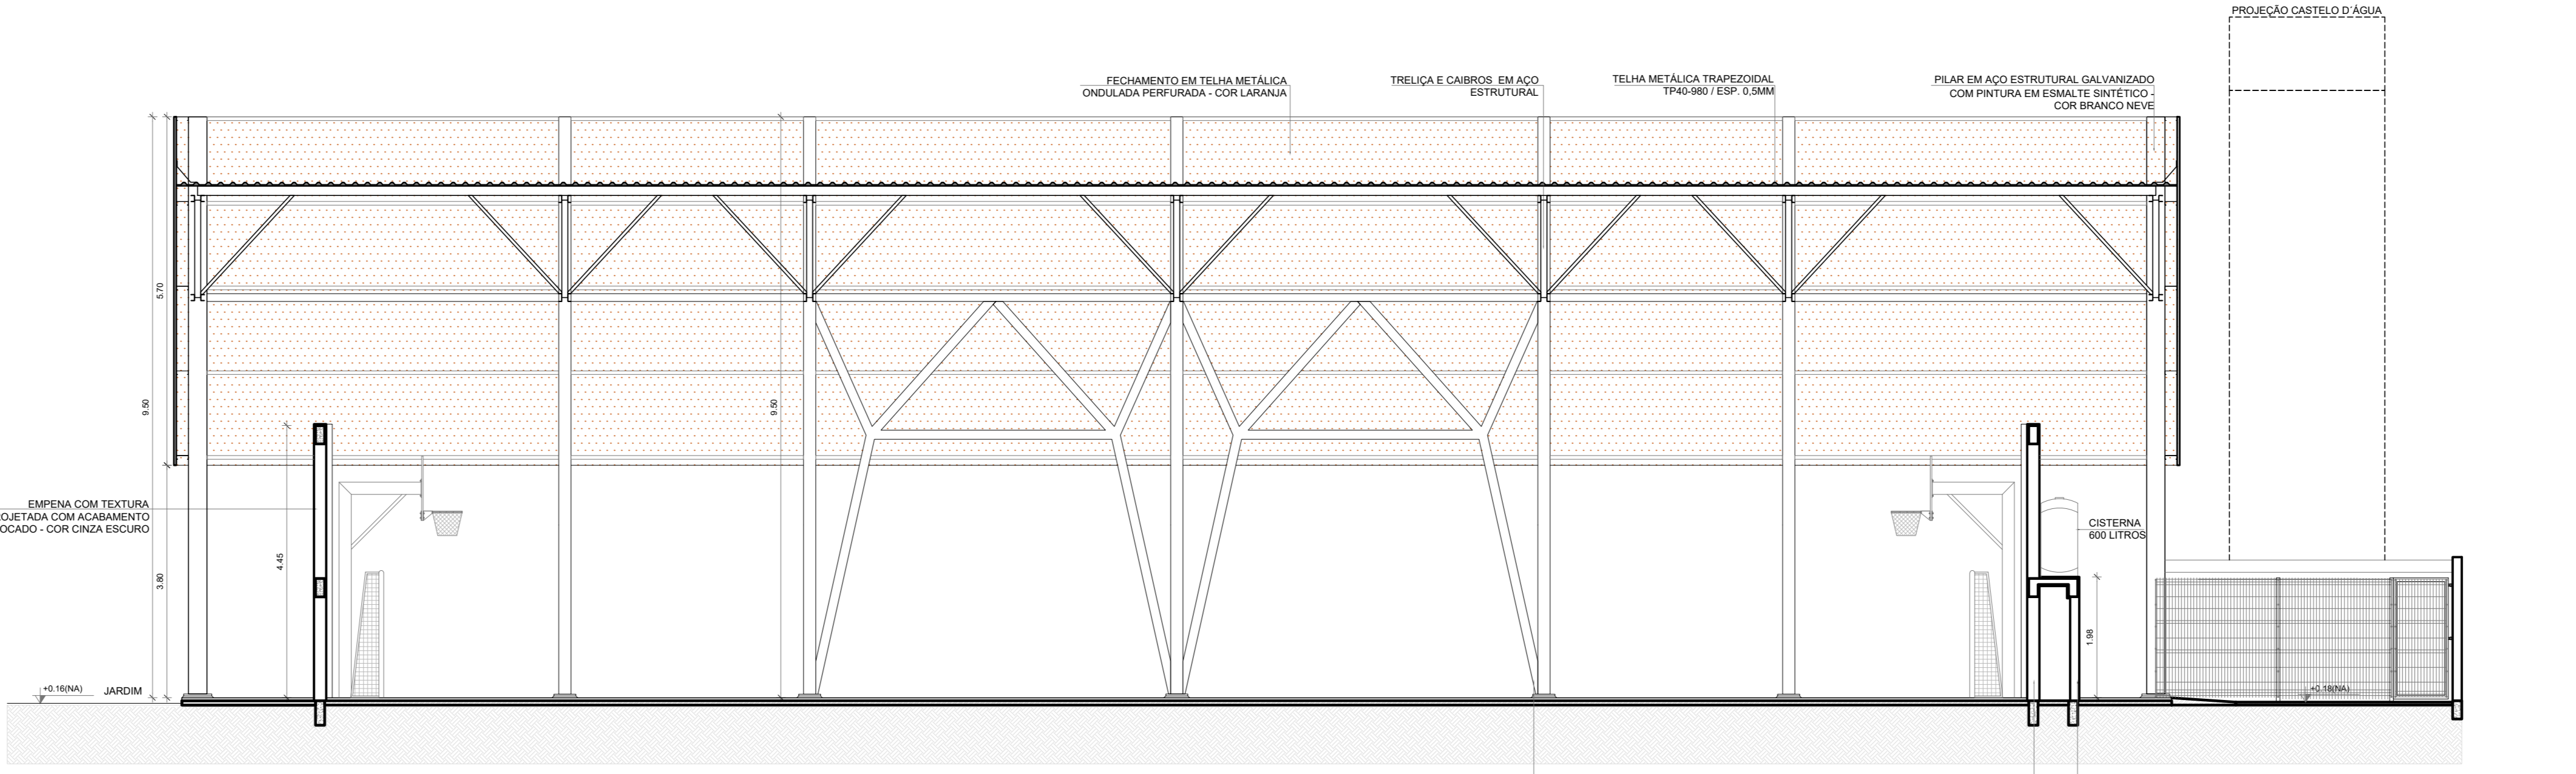 PROJEÇÃO CASTELO D´ÁGUA
FECHAMENTO EM TELHA METÁLICA
ONDULADA PERFURADA - COR LARANJA
TRELIÇA E CAIBROS EM AÇO
ESTRUTURAL
TELHA METÁLICA TRAPEZOIDAL
TP40-980 / ESP. 0,5MM
PILAR EM AÇO ESTRUTURAL GALVANIZADO
COM PINTURA EM ESMALTE SINTÉTICO -
COR BRANCO NEVE
5.70
9.50
9.50
EMPENA COM TEXTURA
OJETADA COM ACABAMENTO
OCADO - COR CINZA ESCURO
CISTERNA
600 LITROS
4.45
3.80
1.98
+0.16(NA)
JARDIM
+0.18(NA)